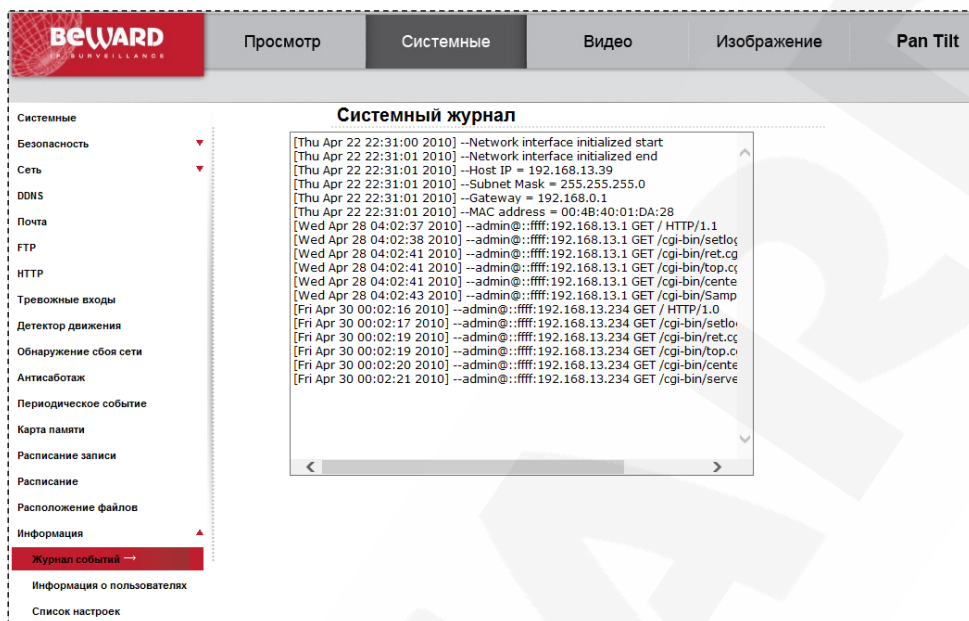 BEWARD
IP SURVEILLANCE
Просмотр
Системные
Видео
Изображение
Pan Tilt
Системные
Безопасность
Сеть
DDNS
Почта
FTP
HTTP
Тревожные входы
Детектор движения
Обнаружение сбоя сети
Антисаботаж
Периодическое событие
Карта памяти
Расписание записи
Расписание
Расположение файлов
Информация
Журнал событий →
Информация о пользователях
Список настроек
Системный журнал
[Thu Apr 22 22:31:00 2010] --Network interface initialized start
[Thu Apr 22 22:31:01 2010] --Network interface initialized end
[Thu Apr 22 22:31:01 2010] --Host IP = 192.168.13.39
[Thu Apr 22 22:31:01 2010] --Subnet Mask = 255.255.255.0
[Thu Apr 22 22:31:01 2010] --Gateway = 192.168.0.1
[Thu Apr 22 22:31:01 2010] --MAC address = 00:4B:40:01:DA:28
[Wed Apr 28 04:02:37 2010] --admin@::ffff:192.168.13.1 GET / HTTP/1.1
[Wed Apr 28 04:02:38 2010] --admin@::ffff:192.168.13.1 GET /cgi-bin/setlog
[Wed Apr 28 04:02:41 2010] --admin@::ffff:192.168.13.1 GET /cgi-bin/ret.cg
[Wed Apr 28 04:02:41 2010] --admin@::ffff:192.168.13.1 GET /cgi-bin/top.cg
[Wed Apr 28 04:02:41 2010] --admin@::ffff:192.168.13.1 GET /cgi-bin/cente
[Wed Apr 28 04:02:43 2010] --admin@::ffff:192.168.13.1 GET /cgi-bin/Samp
[Fri Apr 30 00:02:16 2010] --admin@::ffff:192.168.13.234 GET / HTTP/1.0
[Fri Apr 30 00:02:17 2010] --admin@::ffff:192.168.13.234 GET /cgi-bin/setlo
[Fri Apr 30 00:02:19 2010] --admin@::ffff:192.168.13.234 GET /cgi-bin/ret.cg
[Fri Apr 30 00:02:19 2010] --admin@::ffff:192.168.13.234 GET /cgi-bin/top.c
[Fri Apr 30 00:02:20 2010] --admin@::ffff:192.168.13.234 GET /cgi-bin/cente
[Fri Apr 30 00:02:21 2010] --admin@::ffff:192.168.13.234 GET /cgi-bin/serve